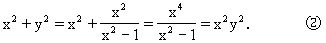 x² + y² = x² + x²/(x² − 1) = x⁴/(x² − 1) = x²y². ②